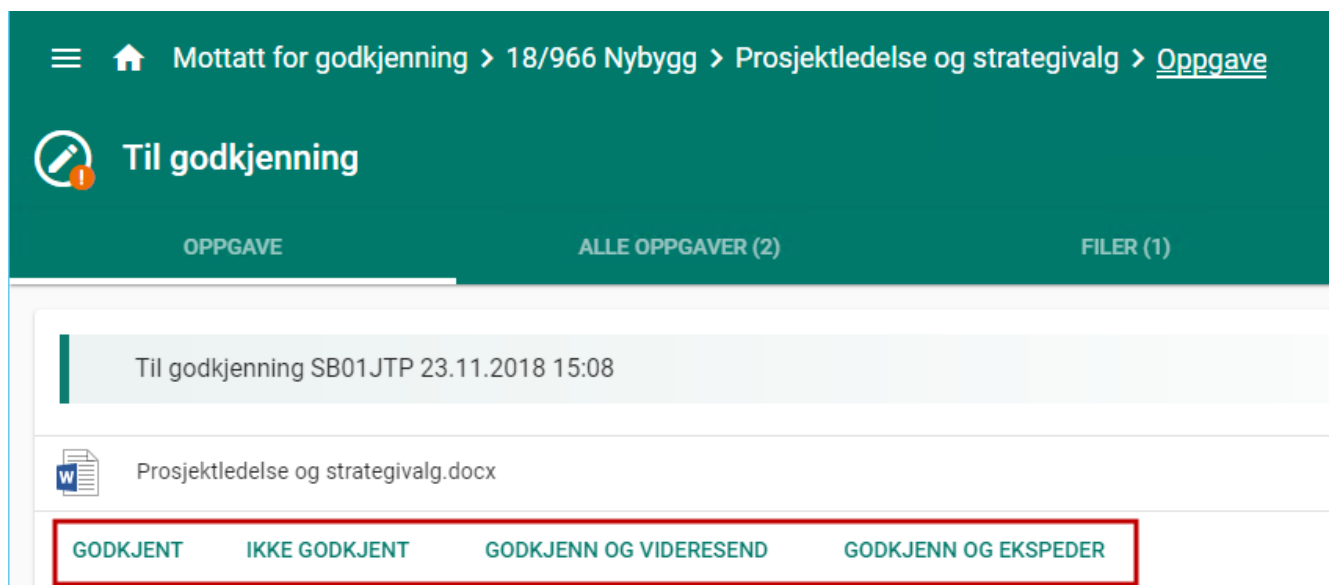 Mottatt for godkjenning > 18/966 Nybygg > Prosjektledelse og strategivalg > Oppgave
Til godkjenning
OPPGAVE ALLE OPPGAVER (2) FILER (1)
Til godkjenning SB01JTP 23.11.2018 15:08
W Prosjektledelse og strategivalg.docx
GODKJENT IKKE GODKJENT GODKJENN OG VIDERESEND GODKJENN OG EKSPEDER